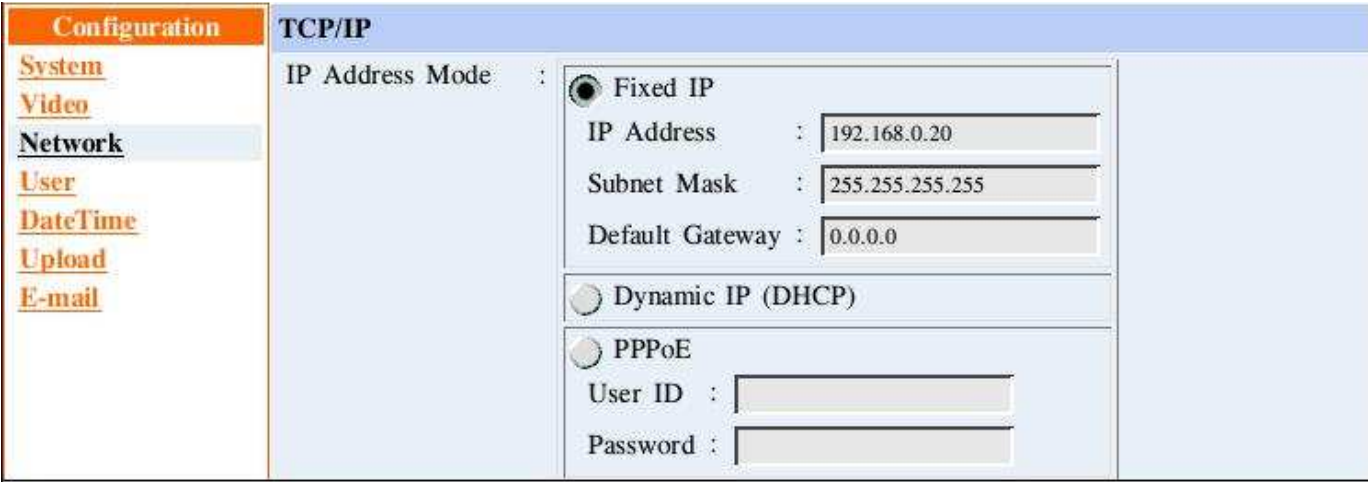 Configuration
System
Video
Network
User
DateTime
Upload
E-mail
TCP/IP
IP Address Mode :
Fixed IP
IP Address : 192.168.0.20
Subnet Mask : 255.255.255.255
Default Gateway : 0.0.0.0
Dynamic IP (DHCP)
PPPoE
User ID :
Password :